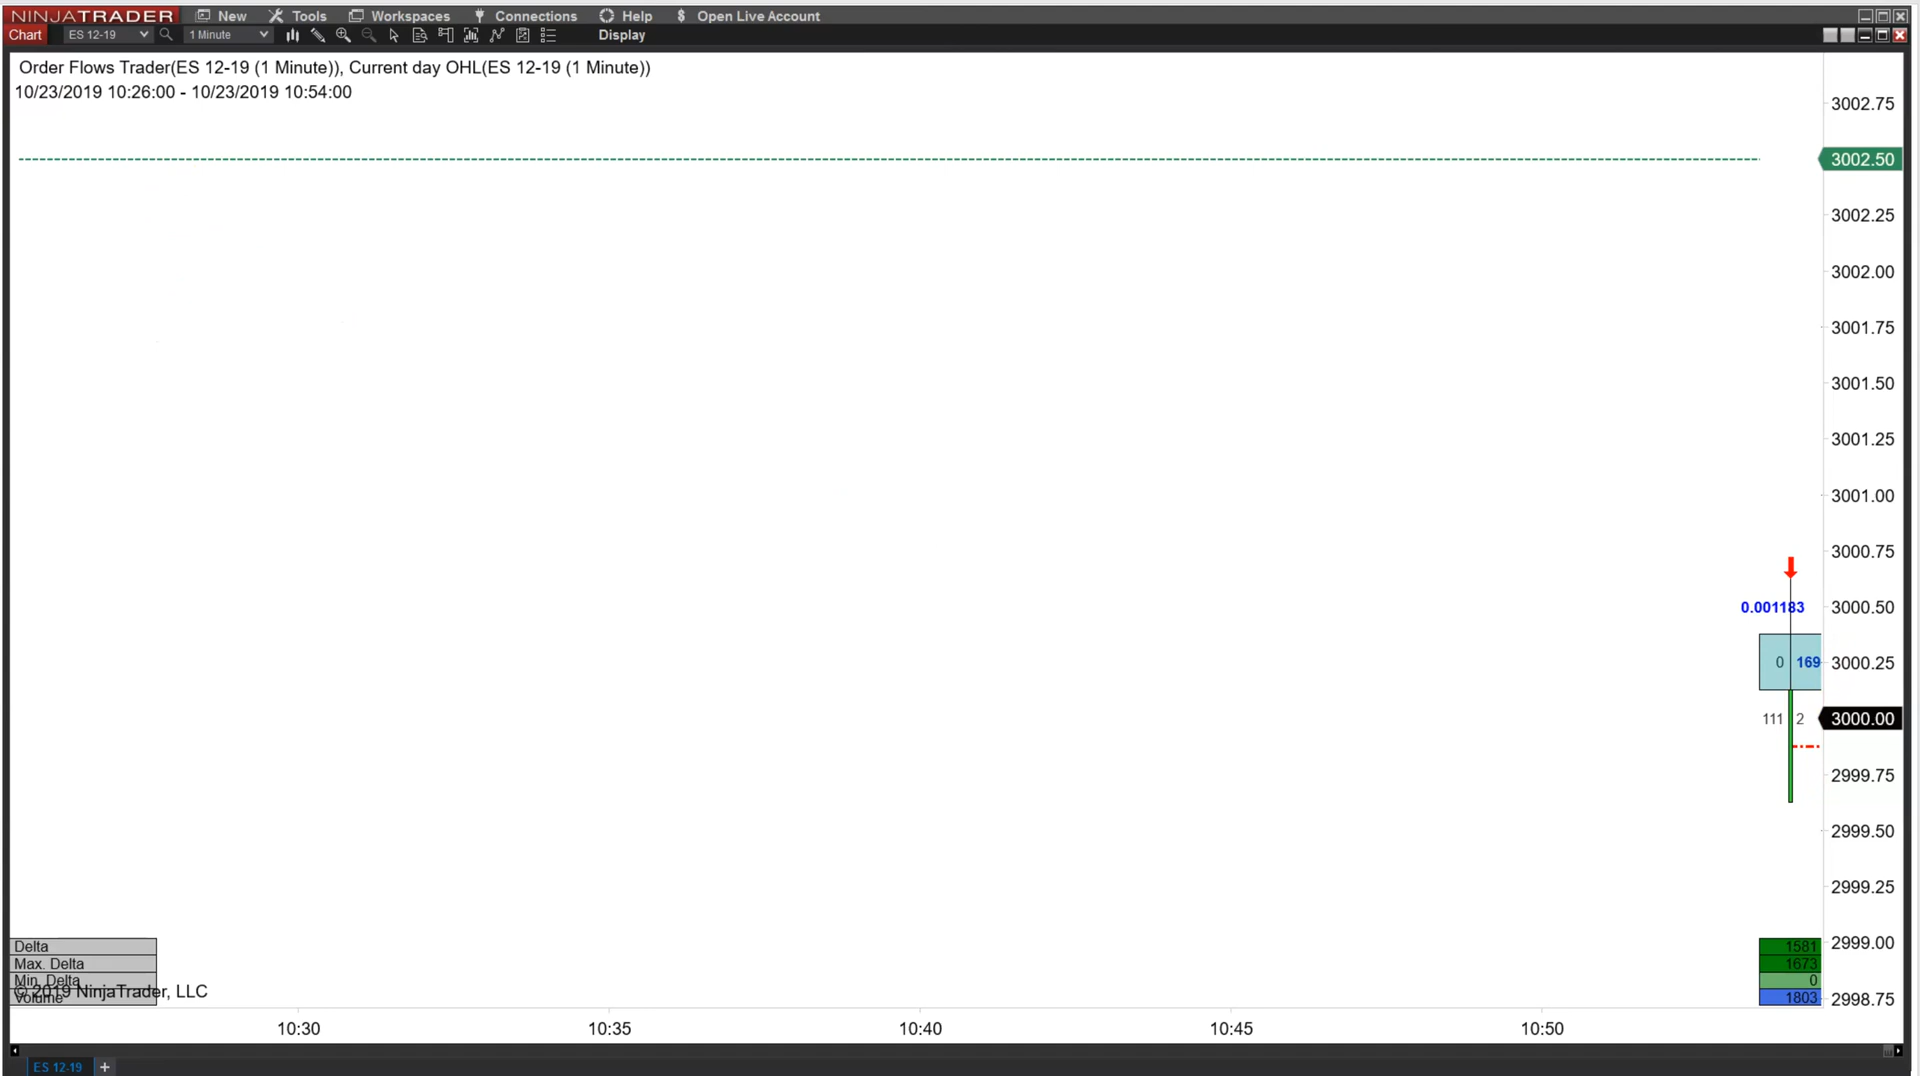 NINJATRADER New Tools Workspaces Connections Help $ Open Live Account
Chart ES 12-19 1 Minute Display
Order Flows Trader(ES 12-19 (1 Minute)), Current day OHL(ES 12-19 (1 Minute))
10/23/2019 10:26:00 - 10/23/2019 10:54:00
3002.75
3002.50
3002.25
3002.00
3001.75
3001.50
3001.25
3001.00
3000.75
0.001183 3000.50
0 169 3000.25
111 2 3000.00
2999.75
2999.50
2999.25
Delta 1581 2999.00
Max. Delta 1673
Min. Delta 0
© 2019 NinjaTrader, LLC
Volume 1803 2998.75
10:30 10:35 10:40 10:45 10:50
ES 12-19 +